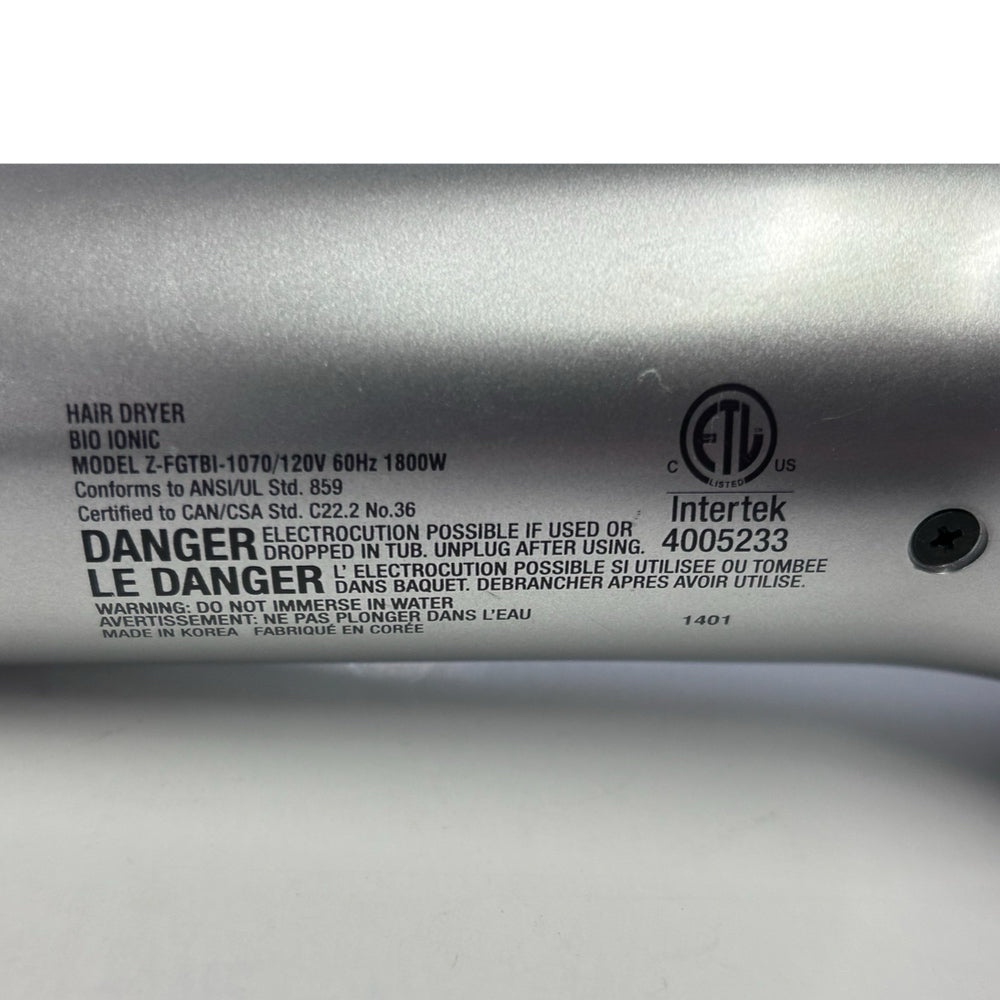 HAIR DRYER
BIO IONIC
MODEL Z-FGTBI-1070/120V 60Hz 1800W
Conforms to ANSI/UL Std. 859
Certified to CAN/CSA Std. C22.2 No.36
DANGER ELECTROCUTION POSSIBLE IF USED OR
DROPPED IN TUB. UNPLUG AFTER USING.
LE DANGER L' ELECTROCUTION POSSIBLE SI UTILISEE OU TOMBEE
DANS BAQUET. DEBRANCHER APRES AVOIR UTILISE.
WARNING: DO NOT IMMERSE IN WATER
AVERTISSEMENT: NE PAS PLONGER DANS L'EAU
MADE IN KOREA FABRIQUÉ EN CORÉE
ETL
C LISTED US
Intertek
4005233
1401